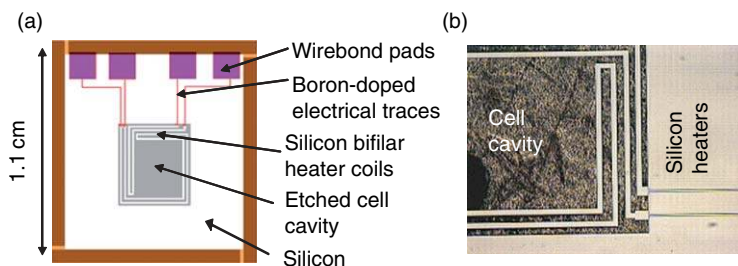 (a)
1.1 cm
Wirebond pads
Boron-doped
electrical traces
Silicon bifilar
heater coils
Etched cell
cavity
Silicon
(b)
Cell
cavity
Silicon
heaters